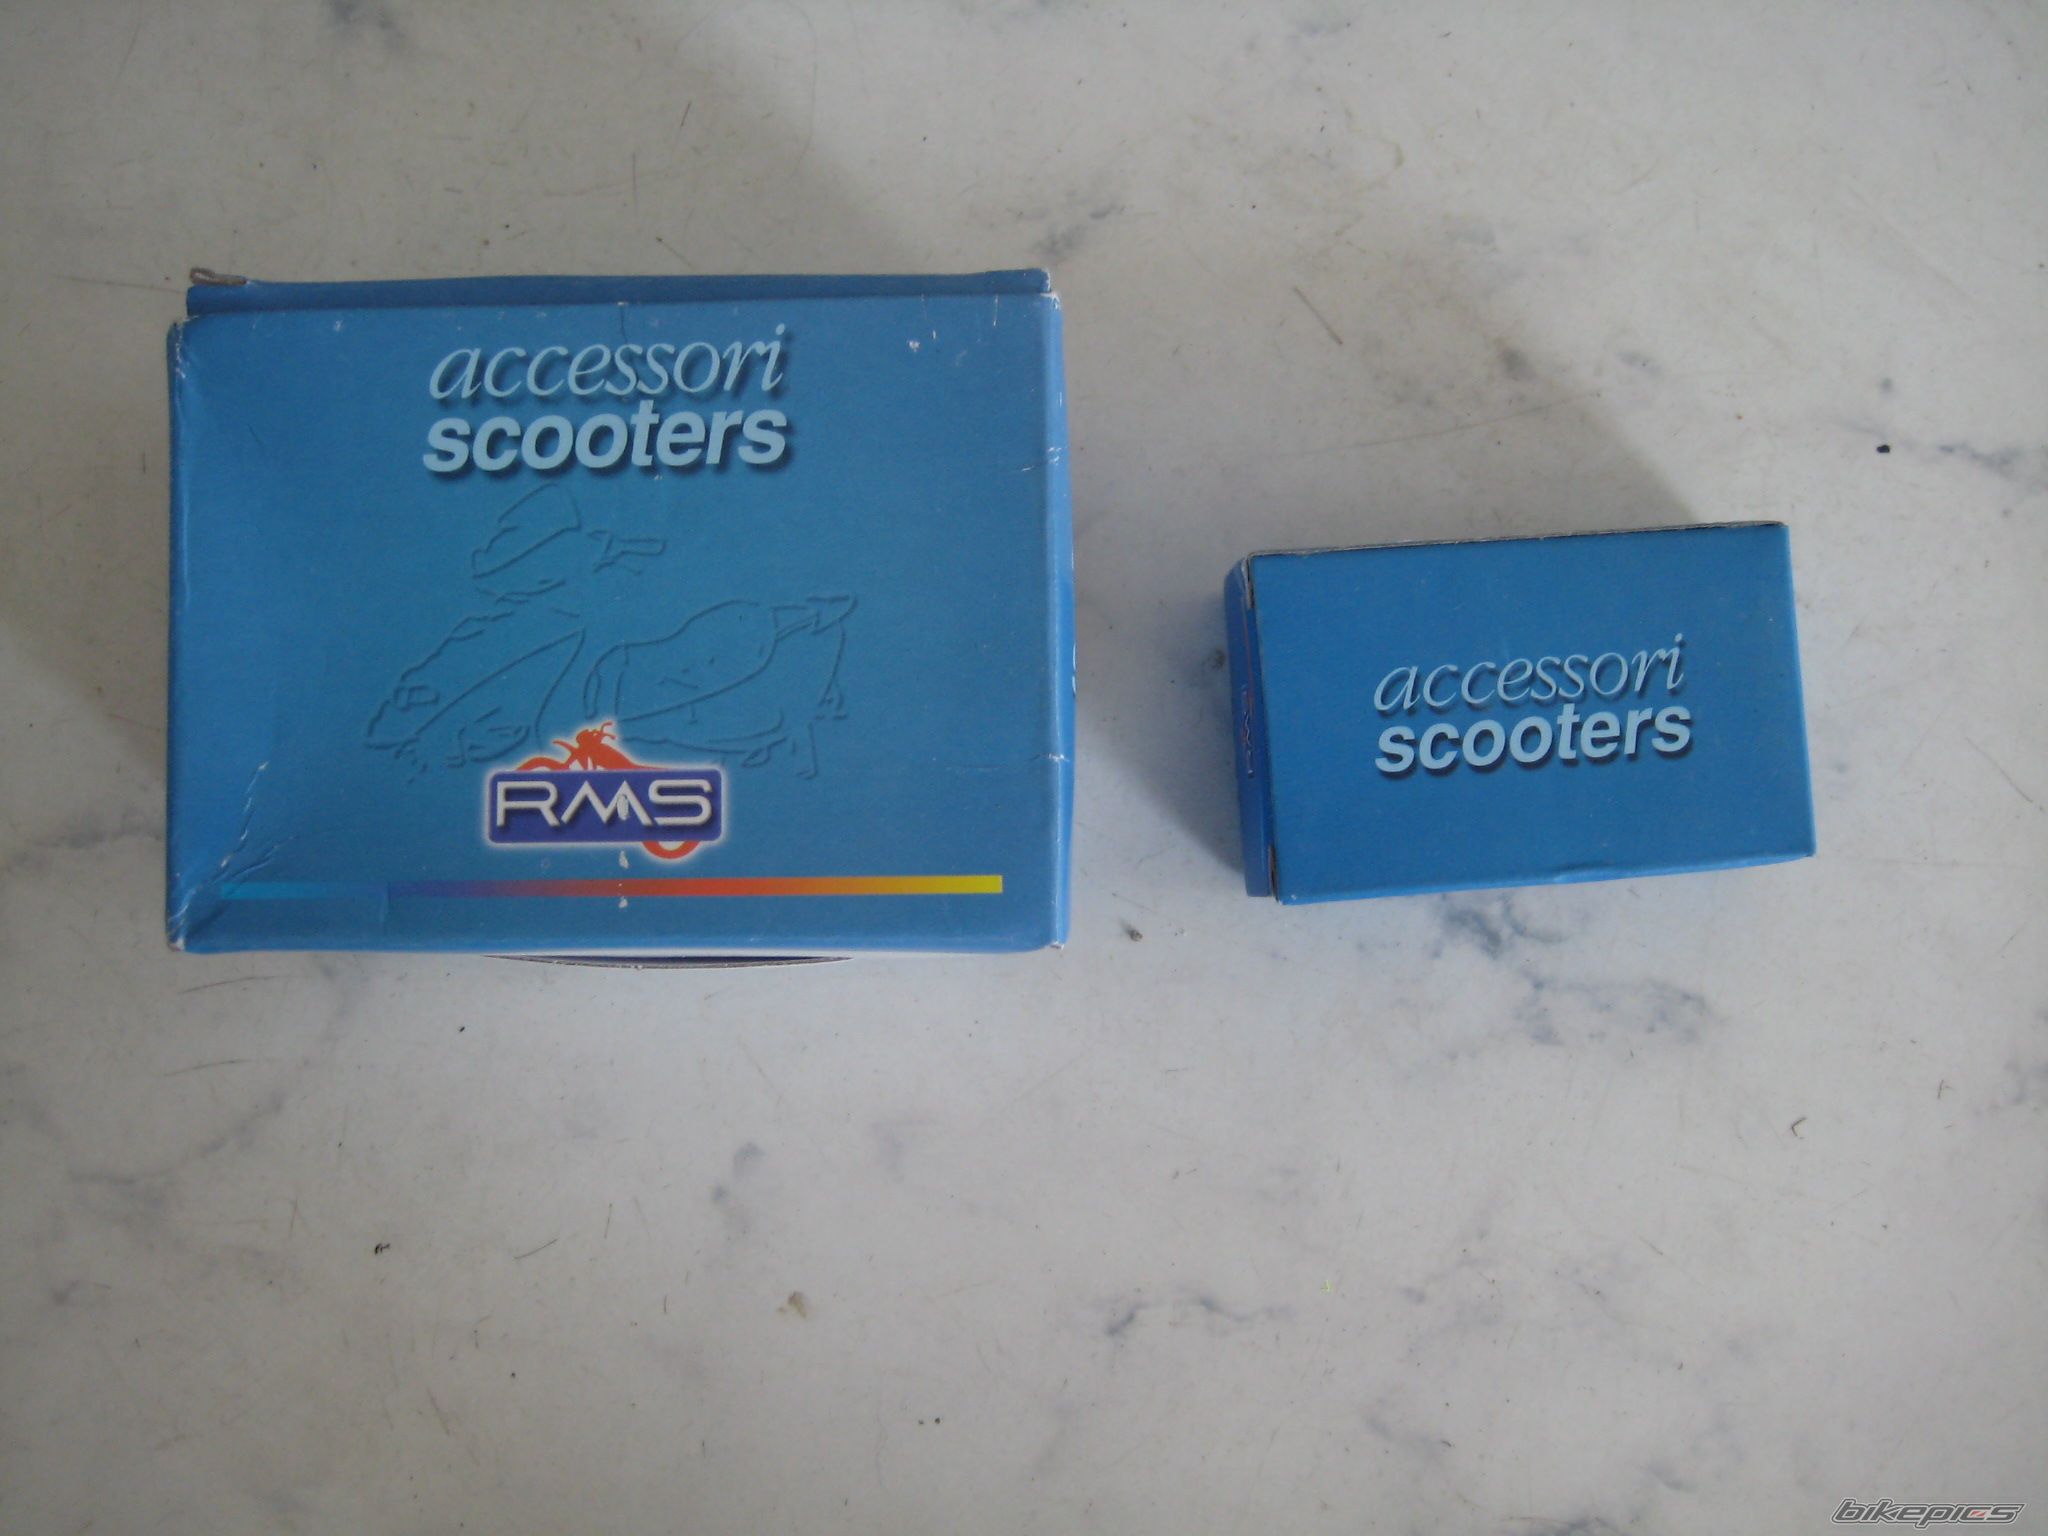 accessori
scooters
RMS
accessori
scooters
bikepics